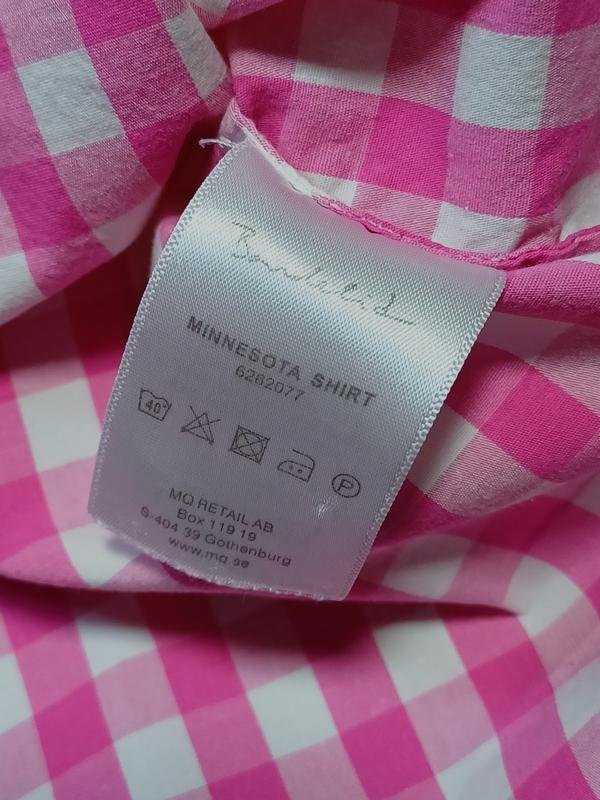 MINNESOTA SHIRT
6262077
40°
P
MQ RETAIL AB
Box 119 19
S-404 39 Gothenburg
www.mq.se